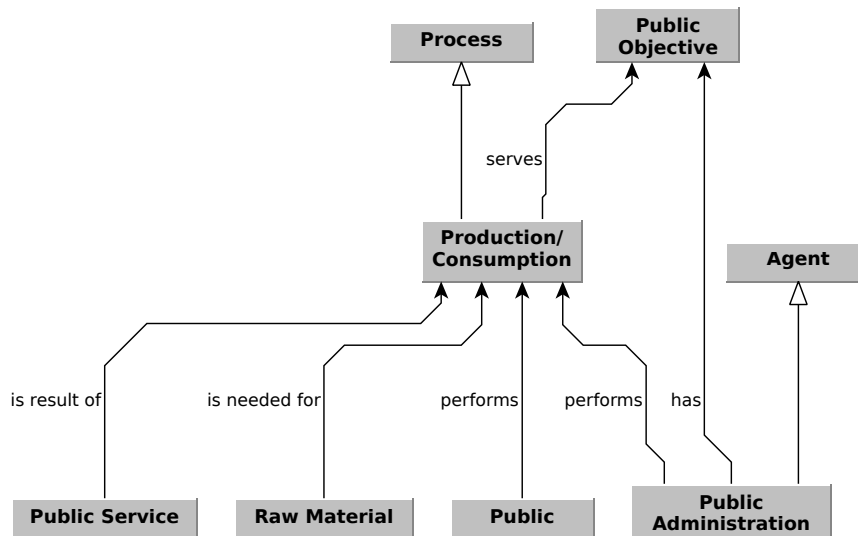 Process
Public
Objective
serves
Production/
Consumption
Agent
is result of
is needed for
performs
performs
has
Public Service
Raw Material
Public
Public
Administration